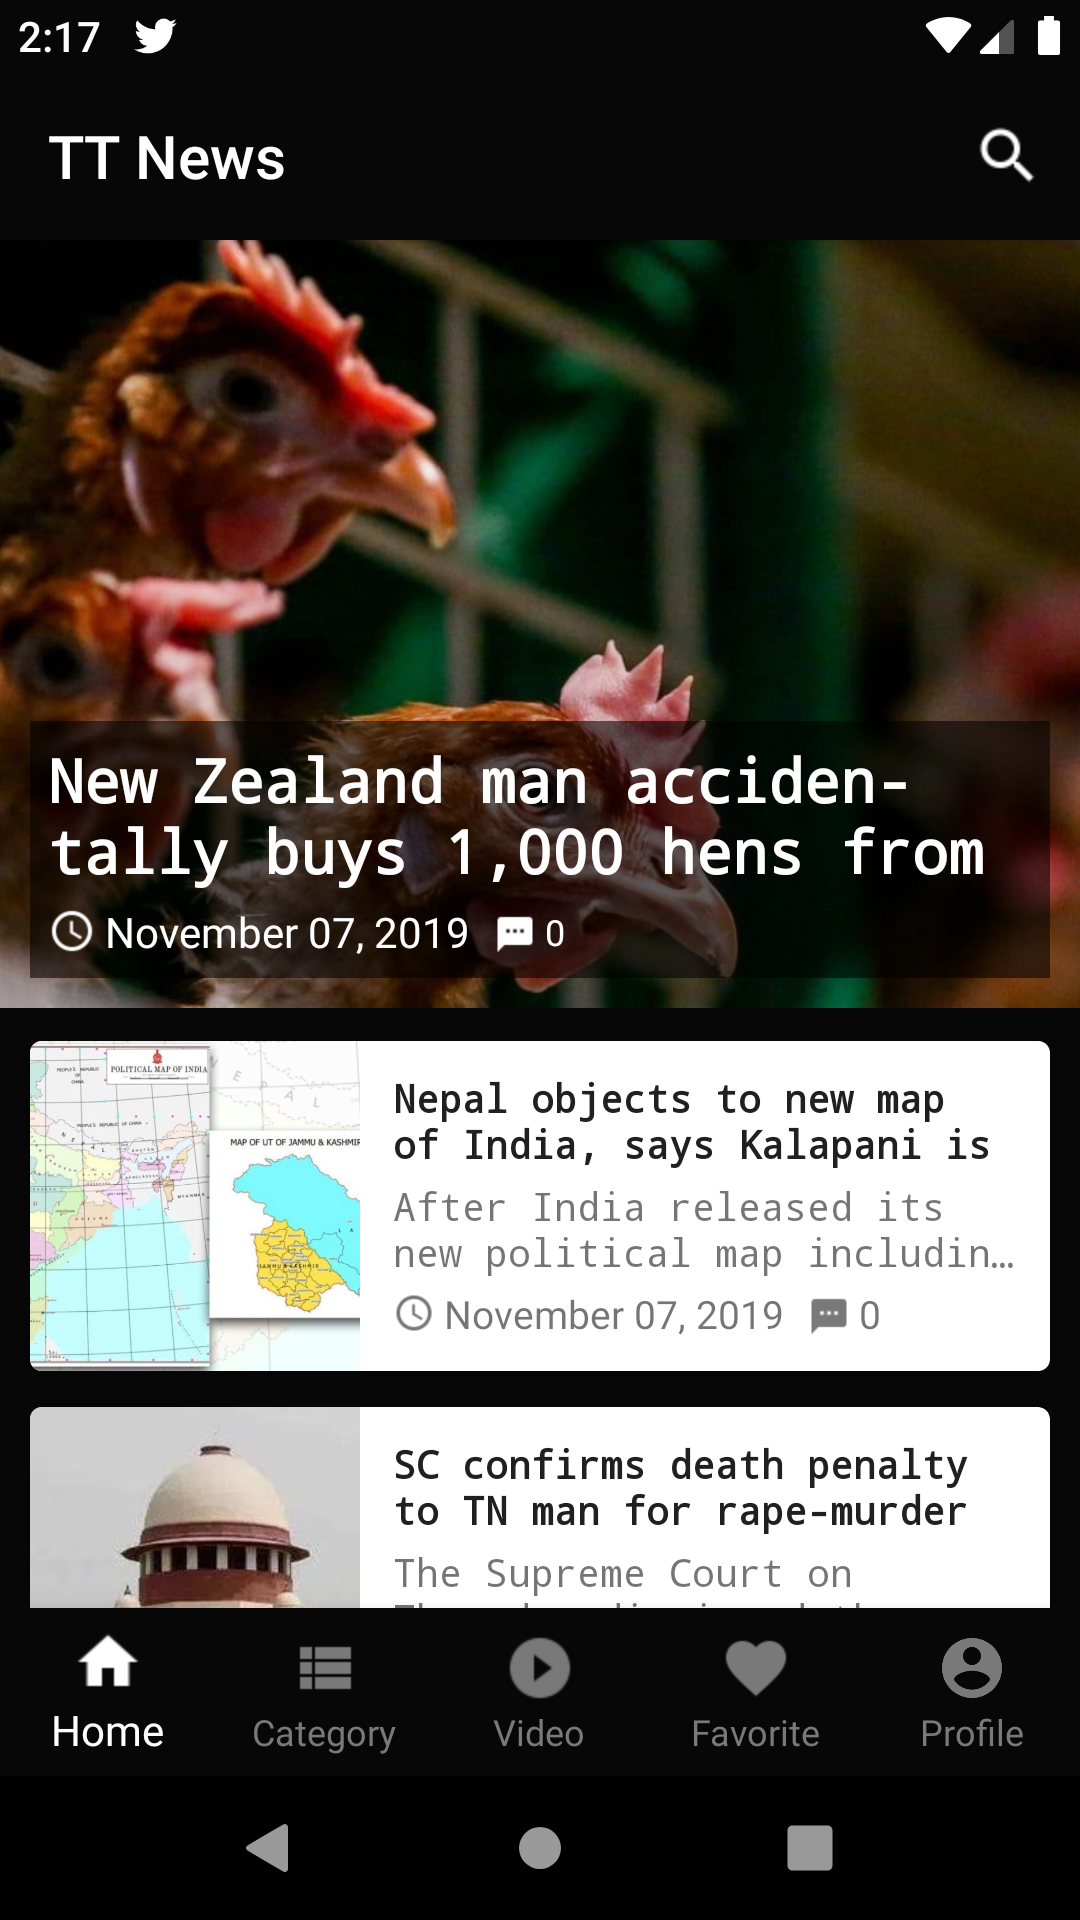 2:17
TT News
New Zealand man acciden-
tally buys 1,000 hens from
November 07, 2019 0
POLITICAL MAP OF INDIA
NEPAL
MAP OF UT OF JAMMU & KASHMIR
Nepal objects to new map
of India, says Kalapani is
After India released its
new political map includin…
November 07, 2019 0
SC confirms death penalty
to TN man for rape-murder
The Supreme Court on
Home Category Video Favorite Profile